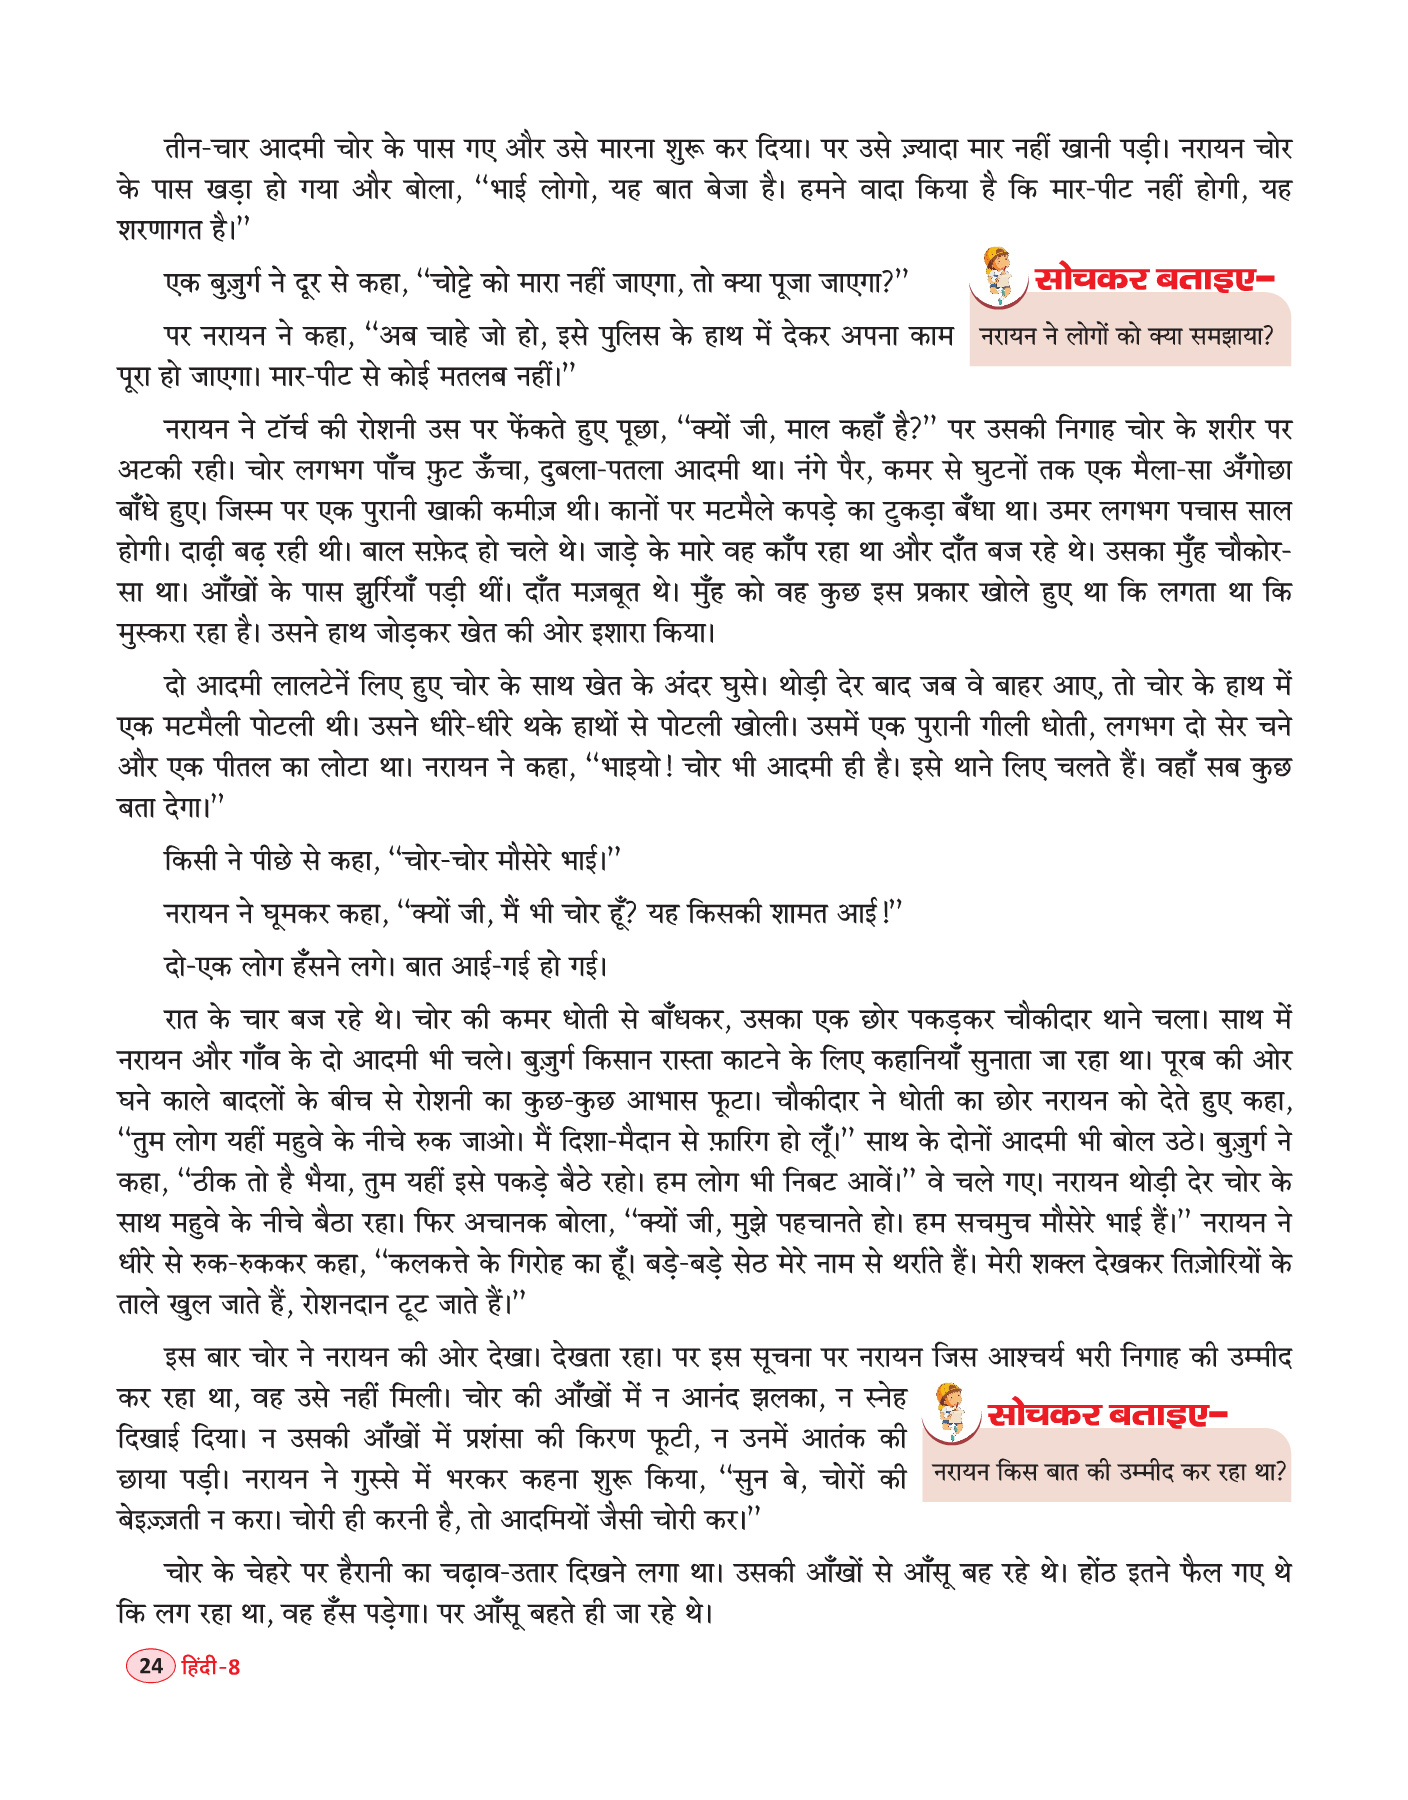 तीन-चार आदमी चोर के पास गए और उसे मारना शुरू कर दिया। पर उसे ज़्यादा मार नहीं खानी पड़ी। नरायन चोर
के पास खड़ा हो गया और बोला, “भाई लोगो, यह बात बेजा है। हमने वादा किया है कि मार-पीट नहीं होगी, यह
शरणागत है।”
एक बुज़ुर्ग ने दूर से कहा, “चोट्टे को मारा नहीं जाएगा, तो क्या पूजा जाएगा?”
सोचकर बताइए–
नरायन ने लोगों को क्या समझाया?
पर नरायन ने कहा, “अब चाहे जो हो, इसे पुलिस के हाथ में देकर अपना काम
पूरा हो जाएगा। मार-पीट से कोई मतलब नहीं।”
नरायन ने टॉर्च की रोशनी उस पर फेंकते हुए पूछा, “क्यों जी, माल कहाँ है?” पर उसकी निगाह चोर के शरीर पर
अटकी रही। चोर लगभग पाँच फ़ुट ऊँचा, दुबला-पतला आदमी था। नंगे पैर, कमर से घुटनों तक एक मैला-सा अँगोछा
बाँधे हुए। जिस्म पर एक पुरानी खाकी कमीज़ थी। कानों पर मटमैले कपड़े का टुकड़ा बँधा था। उमर लगभग पचास साल
होगी। दाढ़ी बढ़ रही थी। बाल सफ़ेद हो चले थे। जाड़े के मारे वह काँप रहा था और दाँत बज रहे थे। उसका मुँह चौकोर-
सा था। आँखों के पास झुर्रियाँ पड़ी थीं। दाँत मज़बूत थे। मुँह को वह कुछ इस प्रकार खोले हुए था कि लगता था कि
मुस्करा रहा है। उसने हाथ जोड़कर खेत की ओर इशारा किया।
दो आदमी लालटेनें लिए हुए चोर के साथ खेत के अंदर घुसे। थोड़ी देर बाद जब वे बाहर आए, तो चोर के हाथ में
एक मटमैली पोटली थी। उसने धीरे-धीरे थके हाथों से पोटली खोली। उसमें एक पुरानी गीली धोती, लगभग दो सेर चने
और एक पीतल का लोटा था। नरायन ने कहा, “भाइयो! चोर भी आदमी ही है। इसे थाने लिए चलते हैं। वहाँ सब कुछ
बता देगा।”
किसी ने पीछे से कहा, “चोर-चोर मौसेरे भाई।”
नरायन ने घूमकर कहा, “क्यों जी, मैं भी चोर हूँ? यह किसकी शामत आई!”
दो-एक लोग हँसने लगे। बात आई-गई हो गई।
रात के चार बज रहे थे। चोर की कमर धोती से बाँधकर, उसका एक छोर पकड़कर चौकीदार थाने चला। साथ में
नरायन और गाँव के दो आदमी भी चले। बुज़ुर्ग किसान रास्ता काटने के लिए कहानियाँ सुनाता जा रहा था। पूरब की ओर
घने काले बादलों के बीच से रोशनी का कुछ-कुछ आभास फूटा। चौकीदार ने धोती का छोर नरायन को देते हुए कहा,
“तुम लोग यहीं महुवे के नीचे रुक जाओ। मैं दिशा-मैदान से फ़ारिग हो लूँ।” साथ के दोनों आदमी भी बोल उठे। बुज़ुर्ग ने
कहा, “ठीक तो है भैया, तुम यहीं इसे पकड़े बैठे रहो। हम लोग भी निबट आवें।” वे चले गए। नरायन थोड़ी देर चोर के
साथ महुवे के नीचे बैठा रहा। फिर अचानक बोला, “क्यों जी, मुझे पहचानते हो। हम सचमुच मौसेरे भाई हैं।” नरायन ने
धीरे से रुक-रुककर कहा, “कलकत्ते के गिरोह का हूँ। बड़े-बड़े सेठ मेरे नाम से थर्राते हैं। मेरी शक्ल देखकर तिज़ोरियों के
ताले खुल जाते हैं, रोशनदान टूट जाते हैं।”
इस बार चोर ने नरायन की ओर देखा। देखता रहा। पर इस सूचना पर नरायन जिस आश्चर्य भरी निगाह की उम्मीद
कर रहा था, वह उसे नहीं मिली। चोर की आँखों में न आनंद झलका, न स्नेह
दिखाई दिया। न उसकी आँखों में प्रशंसा की किरण फूटी, न उनमें आतंक की
छाया पड़ी। नरायन ने गुस्से में भरकर कहना शुरू किया, “सुन बे, चोरों की
बेइज़्ज़ती न करा। चोरी ही करनी है, तो आदमियों जैसी चोरी कर।”
सोचकर बताइए–
नरायन किस बात की उम्मीद कर रहा था?
चोर के चेहरे पर हैरानी का चढ़ाव-उतार दिखने लगा था। उसकी आँखों से आँसू बह रहे थे। होंठ इतने फैल गए थे
कि लग रहा था, वह हँस पड़ेगा। पर आँसू बहते ही जा रहे थे।
24 हिंदी-8